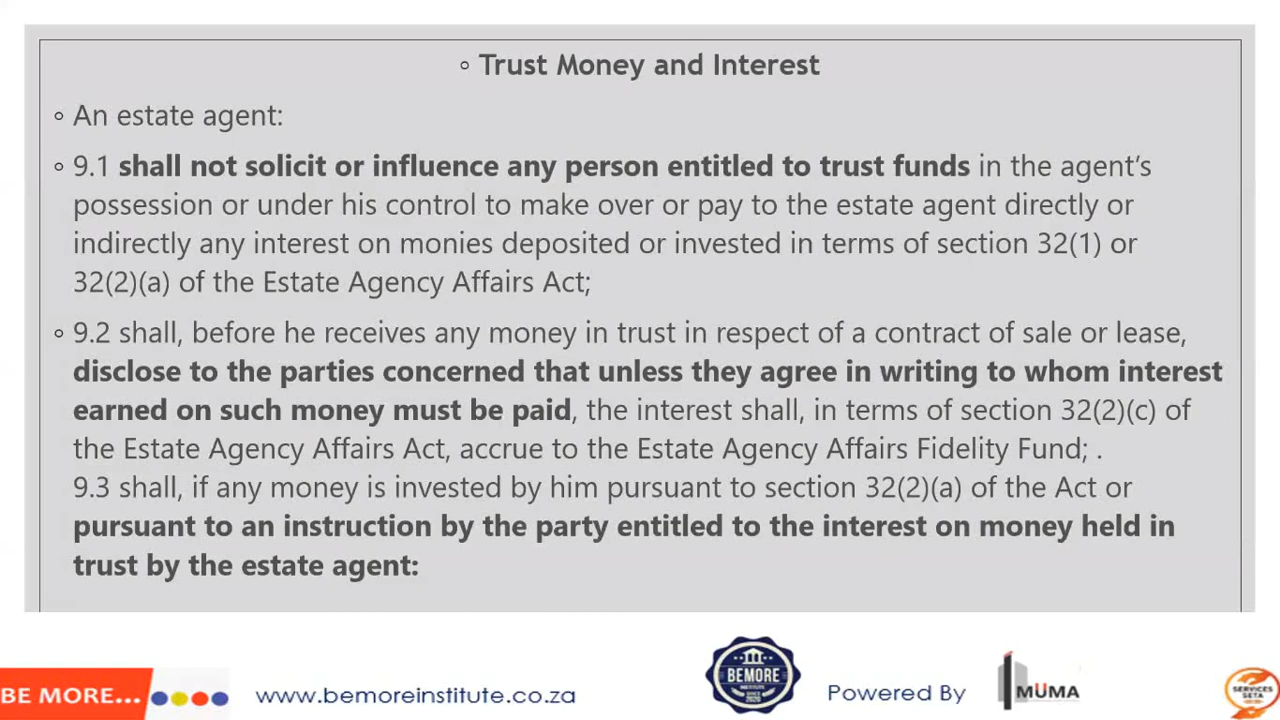 ◦ Trust Money and Interest
◦ An estate agent:
◦ 9.1 shall not solicit or influence any person entitled to trust funds in the agent's
possession or under his control to make over or pay to the estate agent directly or
indirectly any interest on monies deposited or invested in terms of section 32(1) or
32(2)(a) of the Estate Agency Affairs Act;
◦ 9.2 shall, before he receives any money in trust in respect of a contract of sale or lease,
disclose to the parties concerned that unless they agree in writing to whom interest
earned on such money must be paid, the interest shall, in terms of section 32(2)(c) of
the Estate Agency Affairs Act, accrue to the Estate Agency Affairs Fidelity Fund; .
9.3 shall, if any money is invested by him pursuant to section 32(2)(a) of the Act or
pursuant to an instruction by the party entitled to the interest on money held in
trust by the estate agent:
BE MORE...
www.bemoreinstitute.co.za
BEMORE
INSTITUTE
SINCE
2020
Powered By
MUMA
SERVICES
SETA